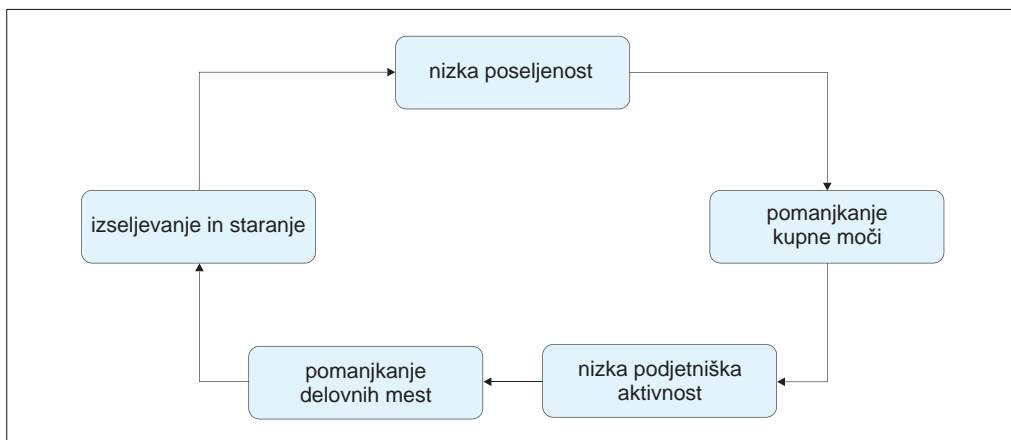 nizka poseljenost
izseljevanje in staranje
pomanjkanje
kupne moči
pomanjkanje
delovnih mest
nizka podjetniška
aktivnost